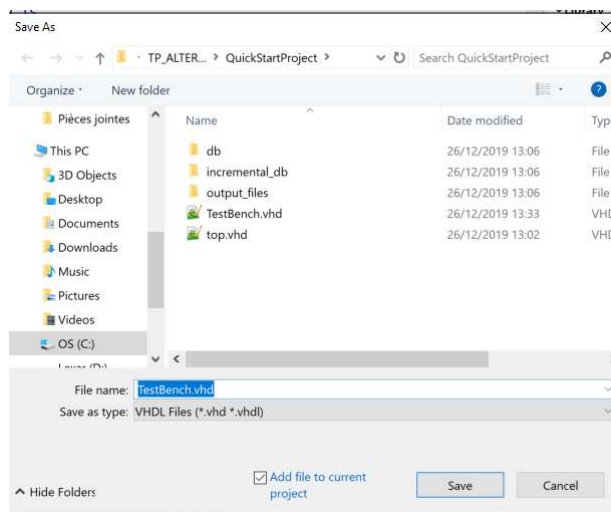 Library
Save As
TP_ALTER... > QuickStartProject >
Search QuickStartProject
Organize
New folder
Pièces jointes
This PC
3D Objects
Desktop
Documents
Downloads
Music
Pictures
Videos
OS (C:)
Name Date modified Typ
db 26/12/2019 13:06 File
incremental_db 26/12/2019 13:06 File
output_files 26/12/2019 13:06 File
TestBench.vhd 26/12/2019 13:33 VHD
top.vhd 26/12/2019 13:02 VHD
File name: TestBench.vhd
Save as type: VHDL Files (*.vhd *.vhdl)
Hide Folders
Add file to current
project
Save
Cancel